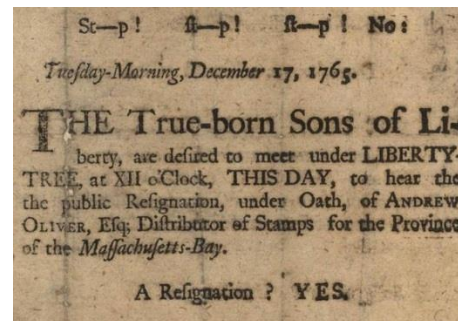 St—p! ſt—p! ſt—p! No:
Tueſday-Morning, December 17, 1765.
THE True-born Sons of Li-
berty, are deſired to meet under LIBERTY-
TREE, at XII o'Clock, THIS DAY, to hear the
the public Reſignation, under Oath, of ANDREW
OLIVER, Eſq; Diſtributor of Stamps for the Province
of the Maſſachuſetts-Bay.
A Reſignation ? YES.